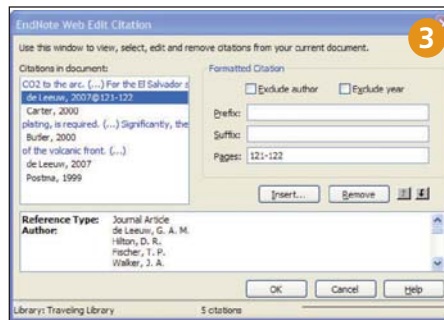 EndNote Web Edit Citation
3
Use this window to view, select, edit and remove citations from your current document.
Citations in document:
CO2 to the arc. (...) For the El Salvador s
de Leeuw, 2007@121-122
Carter, 2000
plating, is required. (...) Significantly, the
Butler, 2000
of the volcanic front. (...)
de Leeuw, 2007
Postma, 1999
Formatted Citation
Exclude author
Exclude year
Prefix:
Suffix:
Pages: 121-122
Insert...
Remove
Reference Type: Journal Article
Author: de Leeuw, G. A. M.
Hilton, D. R.
Fischer, T. P.
Walker, J. A.
OK
Cancel
Help
Library: Traveling Library
5 citations